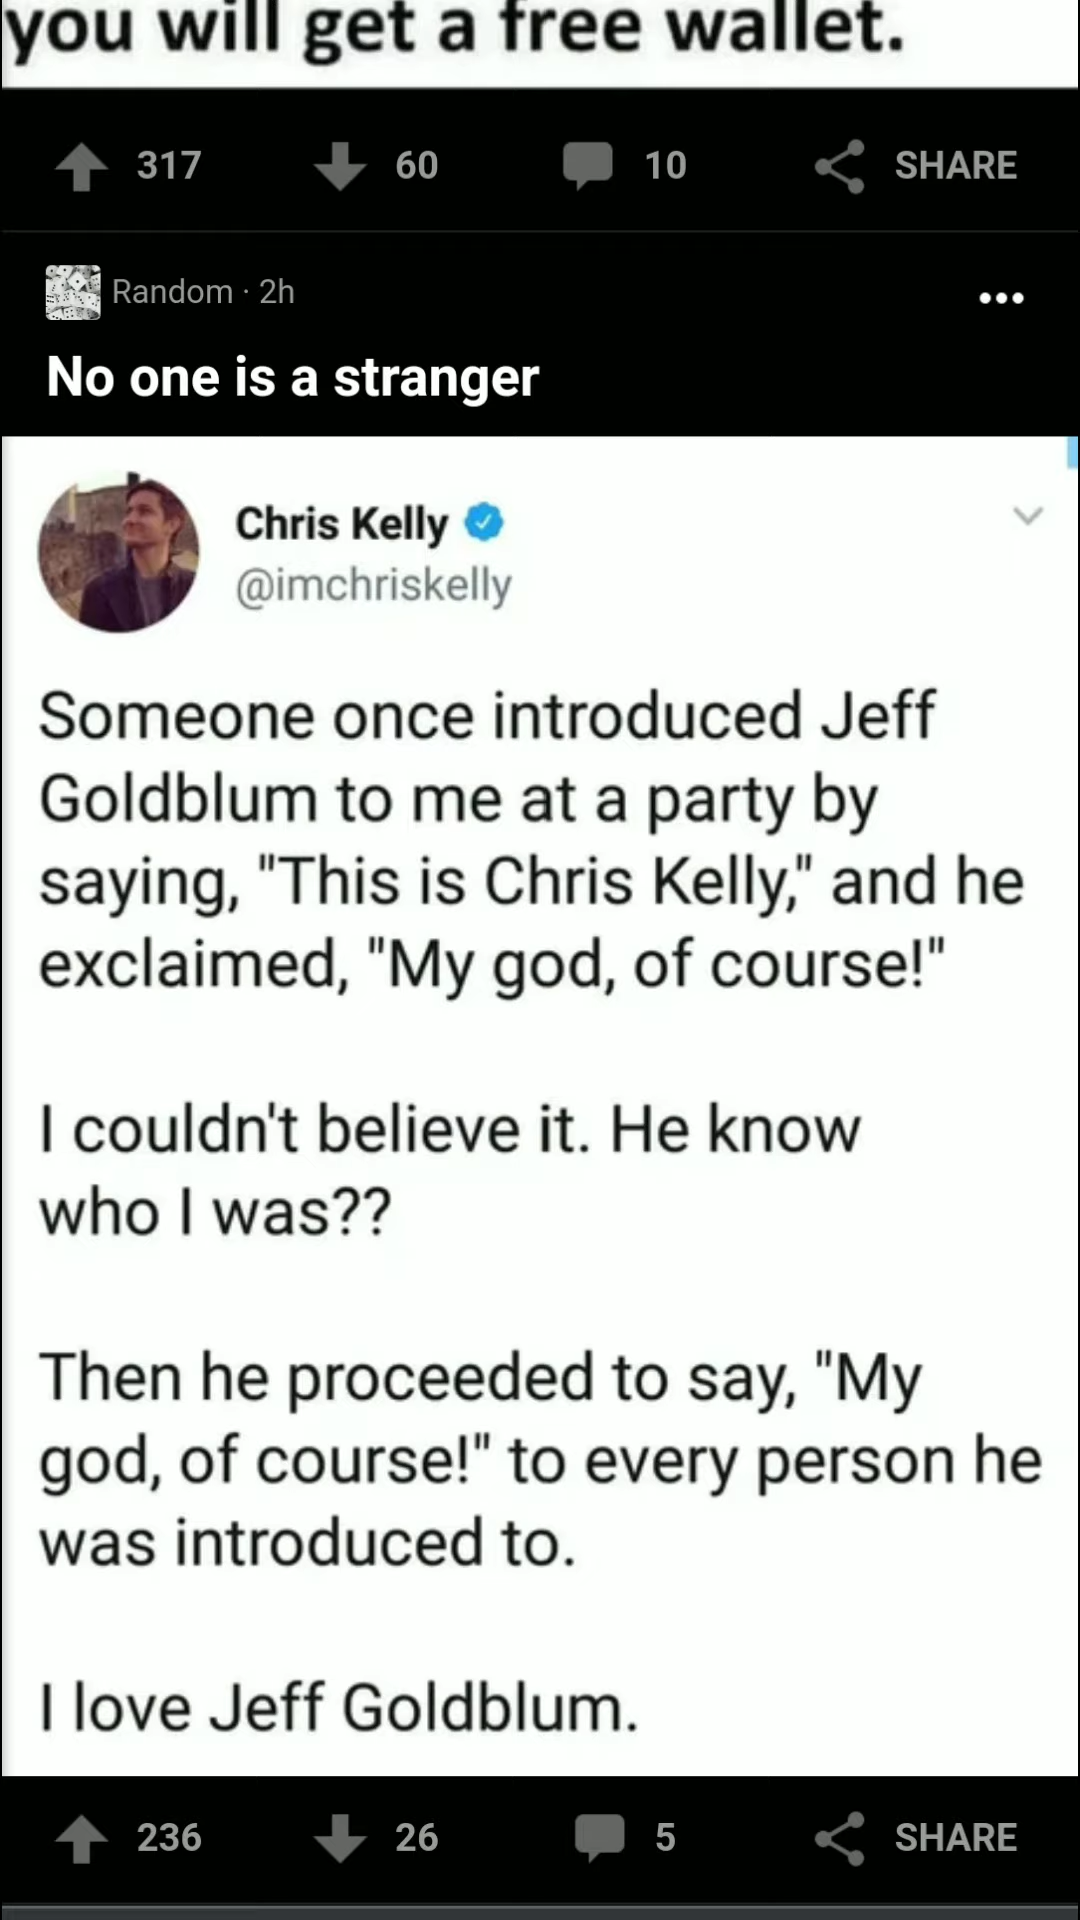 you will get a free wallet.
317 60 10 SHARE
Random · 2h
No one is a stranger
Chris Kelly
@imchriskelly
Someone once introduced Jeff
Goldblum to me at a party by
saying, "This is Chris Kelly," and he
exclaimed, "My god, of course!"
I couldn't believe it. He know
who I was??
Then he proceeded to say, "My
god, of course!" to every person he
was introduced to.
I love Jeff Goldblum.
236 26 5 SHARE